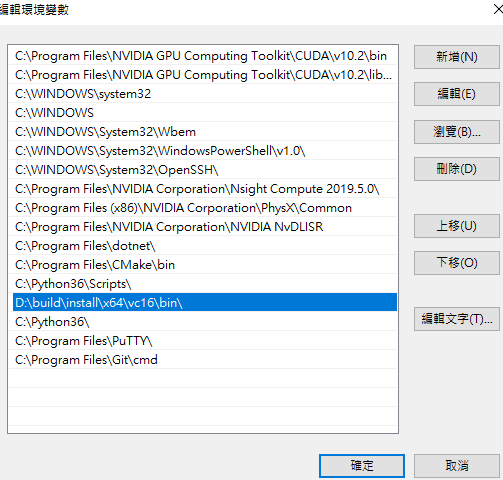 編輯環境變數
C:\Program Files\NVIDIA GPU Computing Toolkit\CUDA\v10.2\bin
C:\Program Files\NVIDIA GPU Computing Toolkit\CUDA\v10.2\lib...
C:\WINDOWS\system32
C:\WINDOWS
C:\WINDOWS\System32\Wbem
C:\WINDOWS\System32\WindowsPowerShell\v1.0\
C:\WINDOWS\System32\OpenSSH\
C:\Program Files\NVIDIA Corporation\Nsight Compute 2019.5.0\
C:\Program Files (x86)\NVIDIA Corporation\PhysX\Common
C:\Program Files\NVIDIA Corporation\NVIDIA NvDLISR
C:\Program Files\dotnet\
C:\Program Files\CMake\bin
C:\Python36\Scripts\
D:\build\install\x64\vc16\bin\
C:\Python36\
C:\Program Files\PuTTY\
C:\Program Files\Git\cmd
新增(N)
編輯(E)
瀏覽(B)...
刪除(D)
上移(U)
下移(O)
編輯文字(T)...
確定
取消